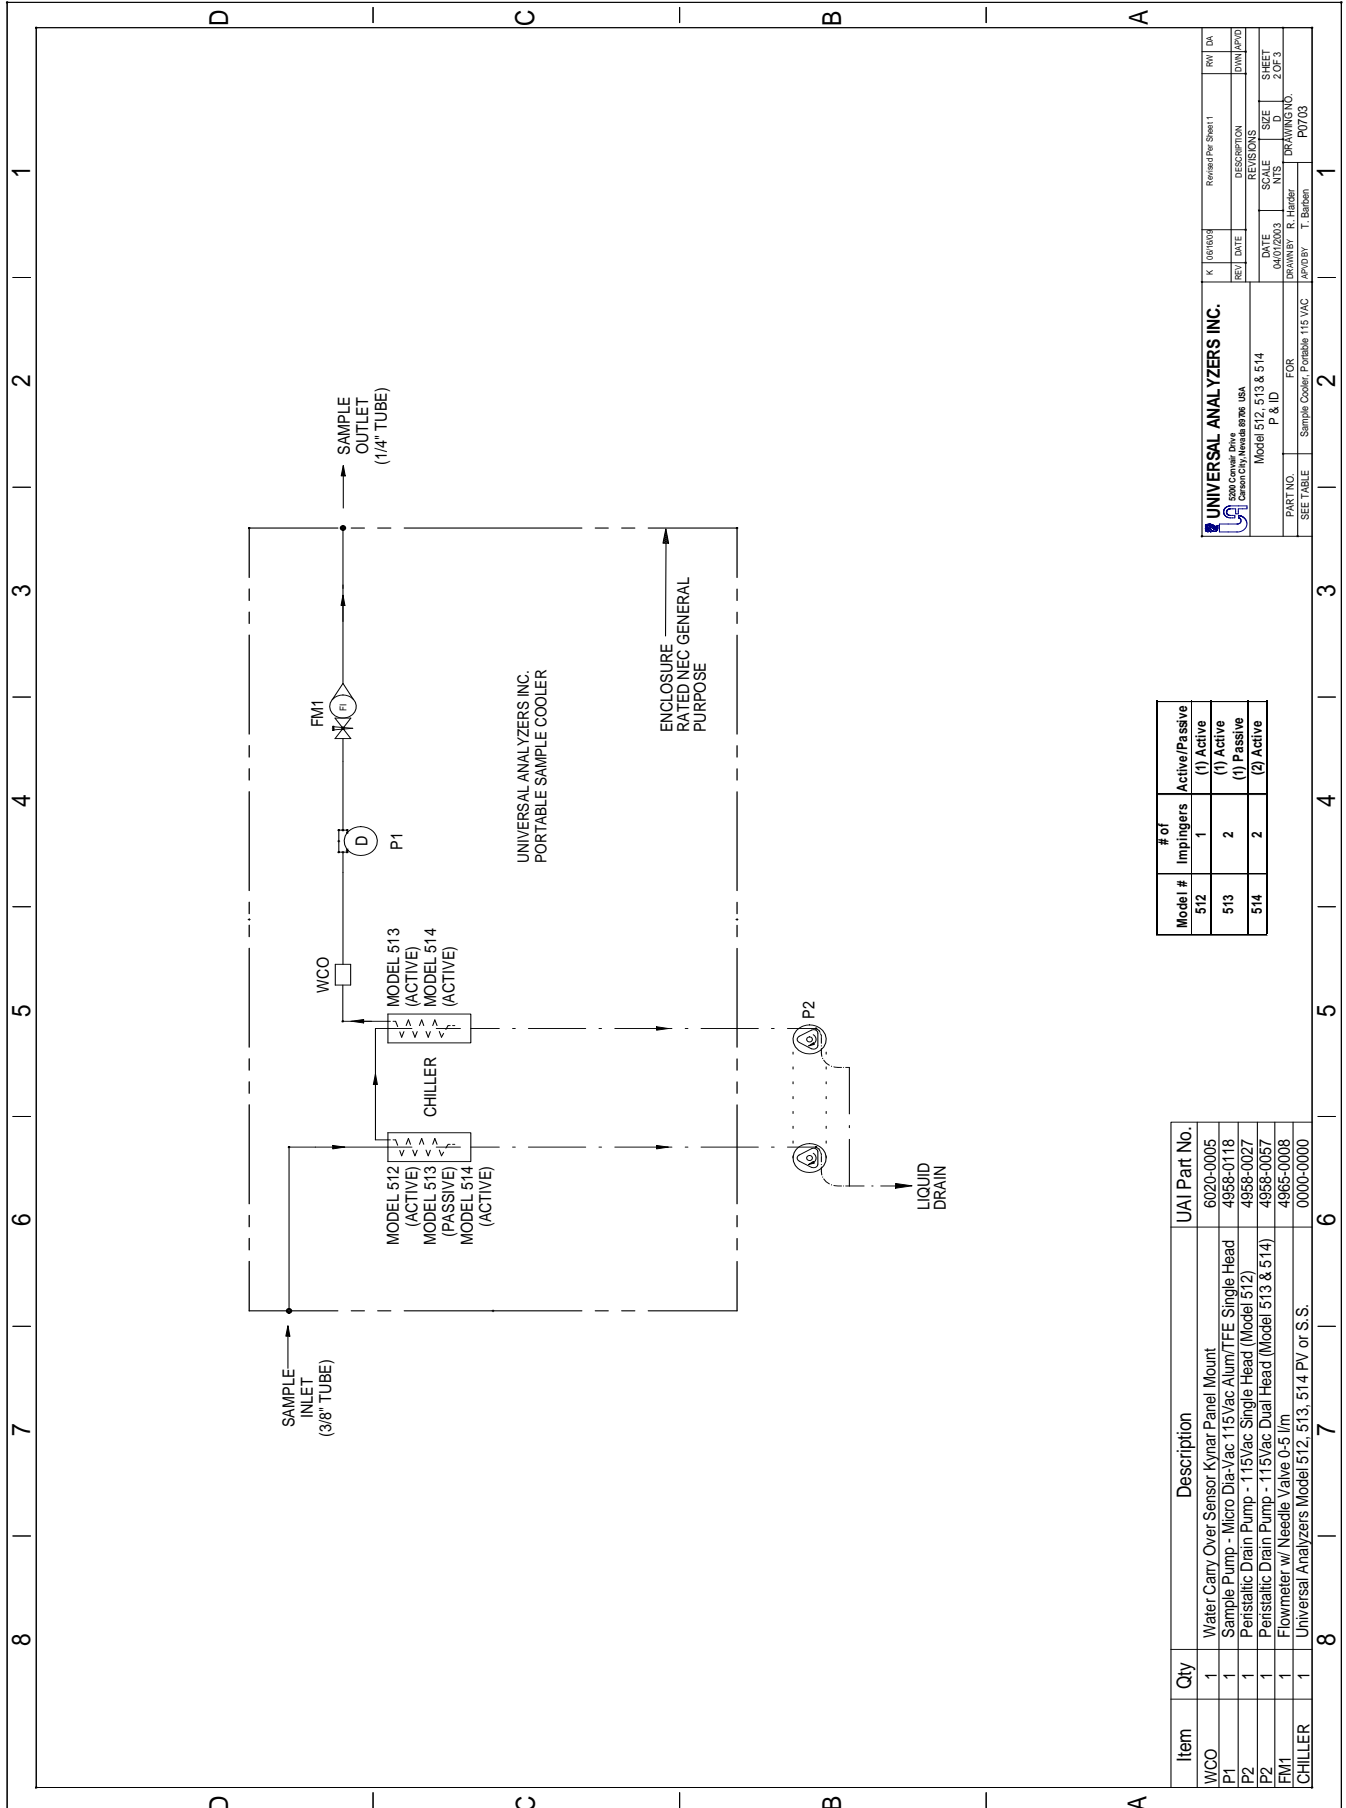 8
7
6
5
4
3
2
1
D
C
B
A
SAMPLE
INLET
(3/8" TUBE)
MODEL 512
(ACTIVE)
MODEL 513
(PASSIVE)
MODEL 514
(ACTIVE)
CHILLER
MODEL 513
(ACTIVE)
MODEL 514
(ACTIVE)
WCO
D
P1
FM1
FI
SAMPLE
OUTLET
(1/4" TUBE)
UNIVERSAL ANALYZERS INC.
PORTABLE SAMPLE COOLER
ENCLOSURE
RATED NEC GENERAL
PURPOSE
P2
LIQUID
DRAIN
Item Qty Description UAI Part No.
WCO 1 Water Carry Over Sensor Kynar Panel Mount 6020-0005
P1 1 Sample Pump - Micro Dia-Vac 115Vac Alum/TFE Single Head 4958-0118
P2 1 Peristaltic Drain Pump - 115Vac Single Head (Model 512) 4958-0027
P2 1 Peristaltic Drain Pump - 115Vac Dual Head (Model 513 & 514) 4958-0057
FM1 1 Flowmeter w/ Needle Valve 0-5 l/m 4965-0008
CHILLER 1 Universal Analyzers Model 512, 513, 514 PV or S.S. 0000-0000
# of
Model # Impingers Active/Passive
512 1 (1) Active
513 2 (1) Active
(1) Passive
514 2 (2) Active
UNIVERSAL ANALYZERS INC.
5200 Convair Drive
Carson City, Nevada 89706 USA
Model 512, 513 & 514
P & ID
PART NO. FOR
SEE TABLE Sample Cooler, Portable 115 VAC
K 06/16/09 Revised Per Sheet 1 RW DA
REV DATE DESCRIPTION DWN APVD
REVISIONS
DATE SCALE SIZE SHEET
04/01/2003 NTS D 2 OF 3
DRAWN BY R. Harder DRAWING NO.
APVD BY T. Barben P0703
8
7
6
5
4
3
2
1
D
C
B
A